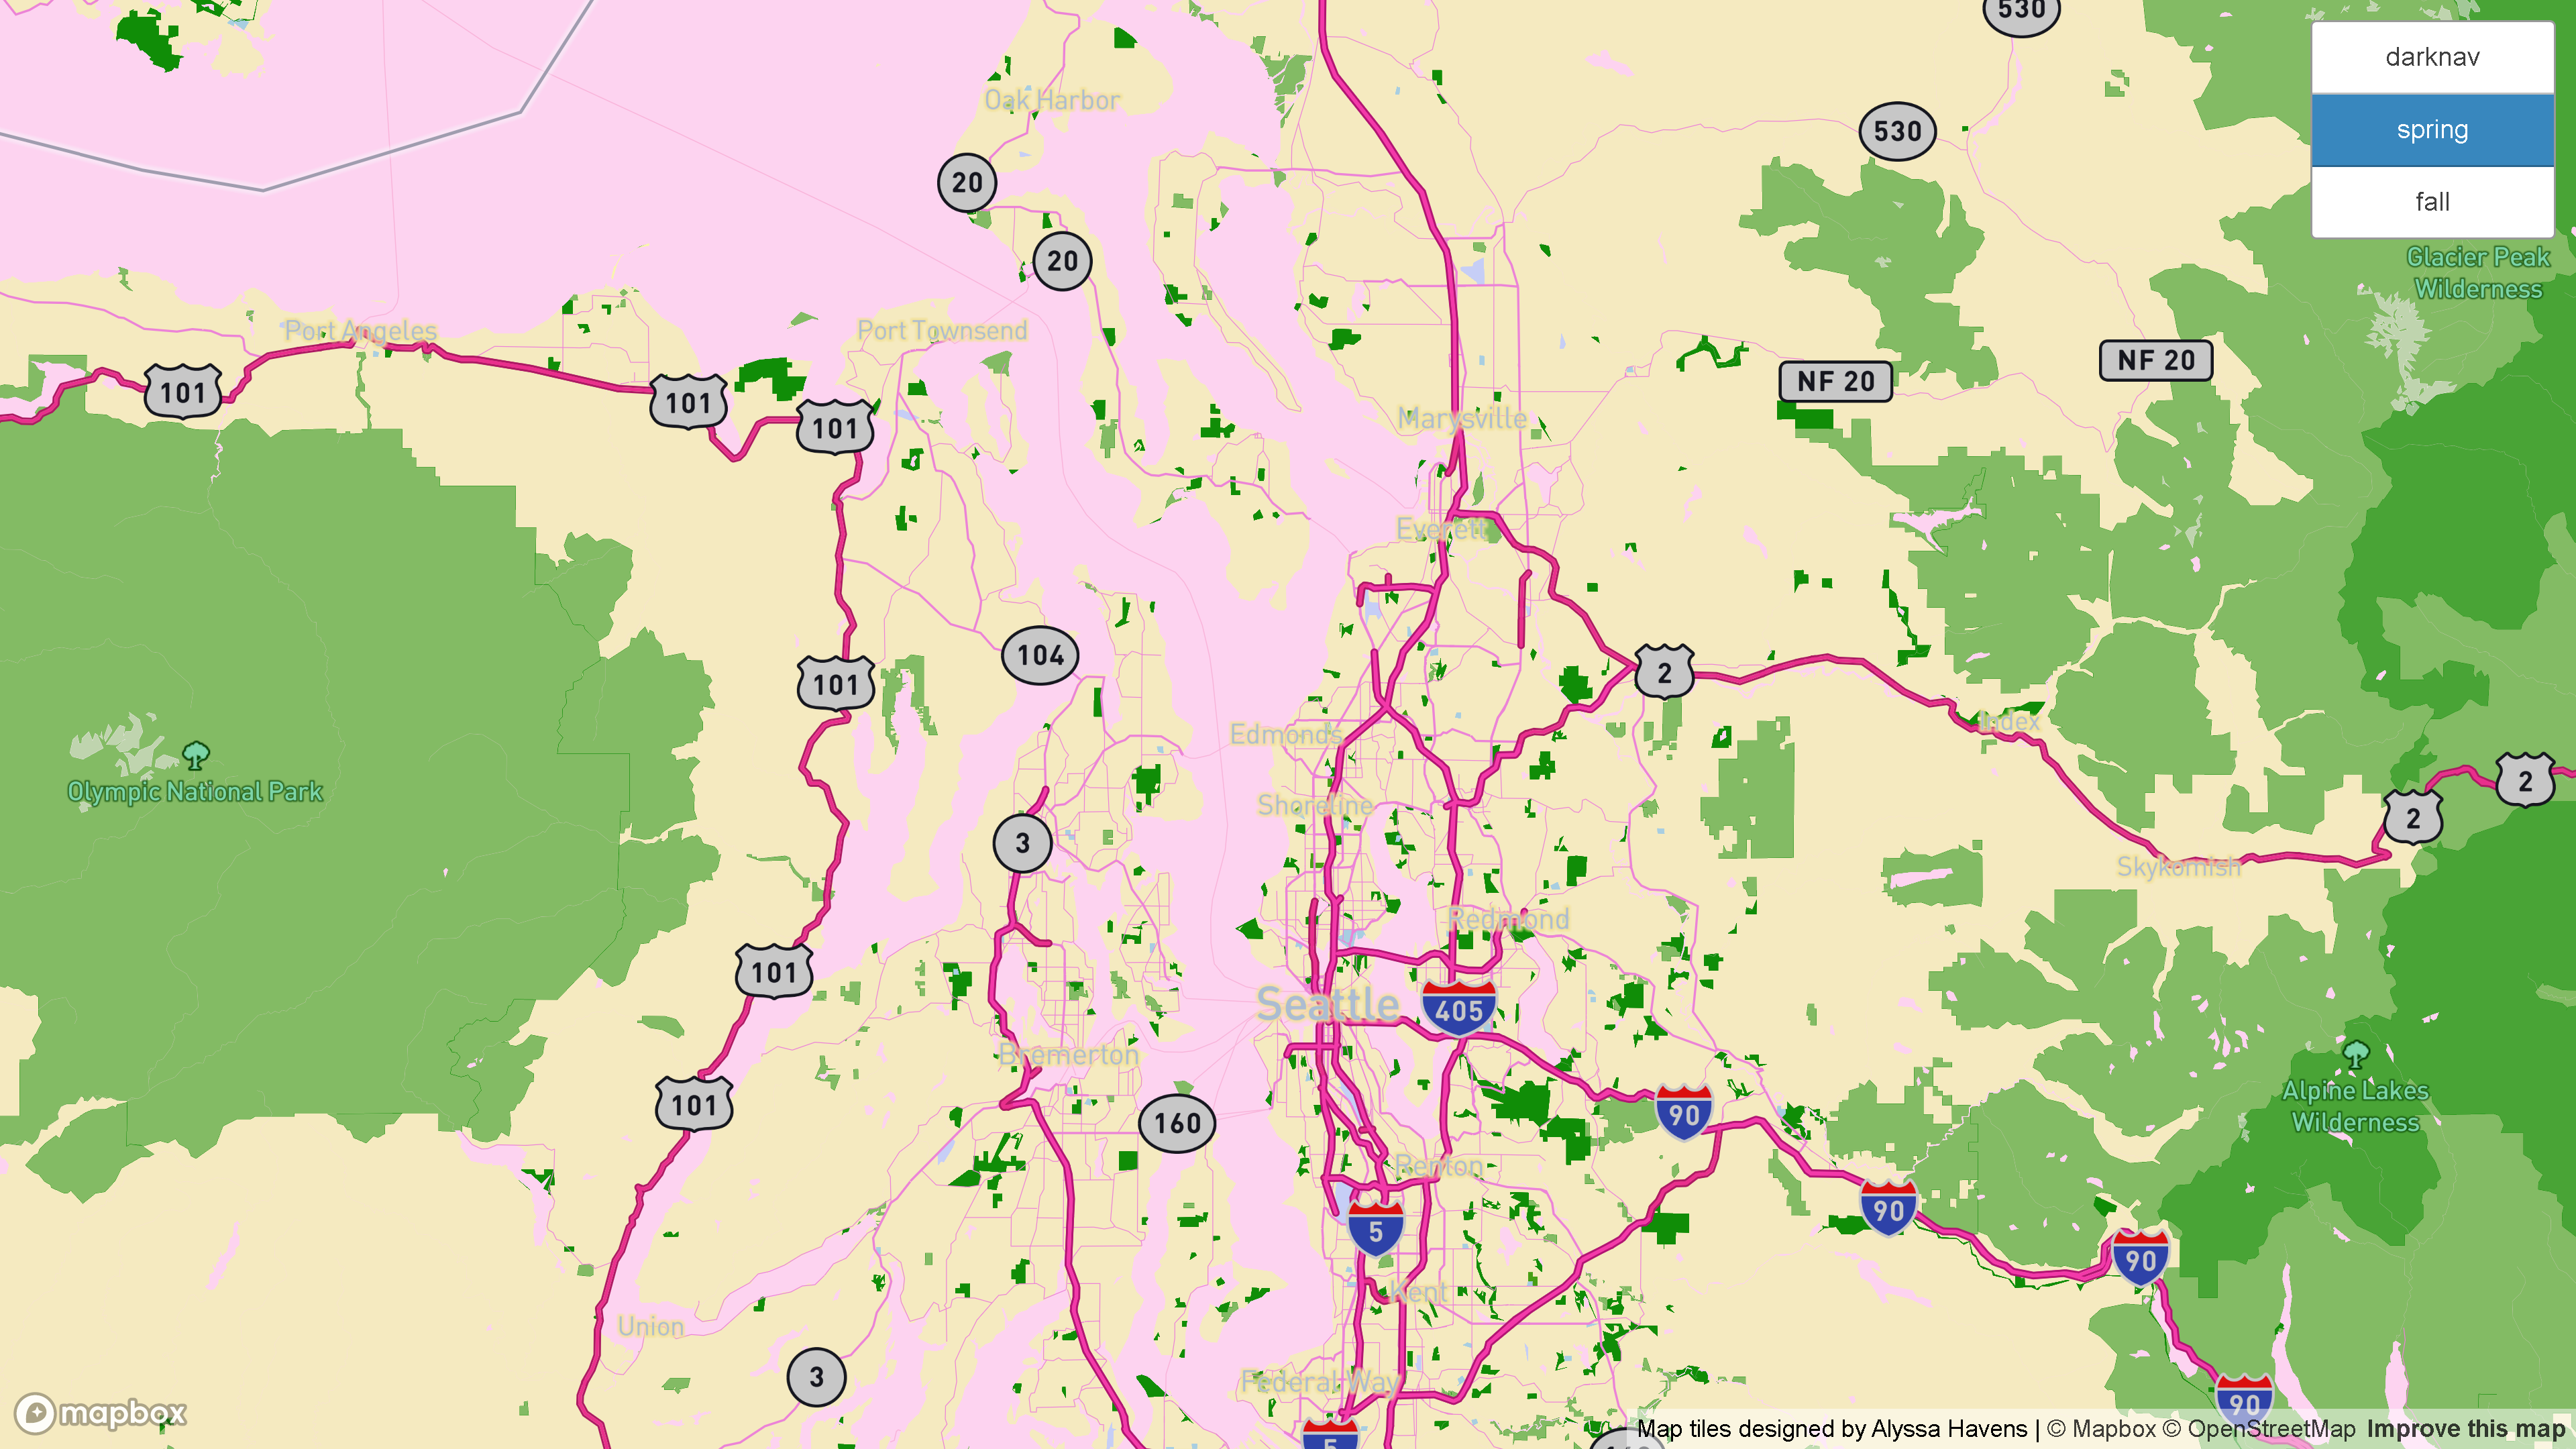 530
darknav
Oak Harbor
530
spring
20
fall
20
Glacier Peak
Wilderness
Port Angeles
Port Townsend
NF 20
NF 20
101
101
101
Marysville
Everett
104
2
101
Index
Edmonds
Olympic National Park
2
Shoreline
2
3
Skykomish
Redmond
101
Seattle
405
Bremerton
Alpine Lakes
Wilderness
101
90
160
Renton
90
5
90
Kent
Union
3
Federal Way
90
mapbox
5
Map tiles designed by Alyssa Havens | © Mapbox © OpenStreetMap Improve this map